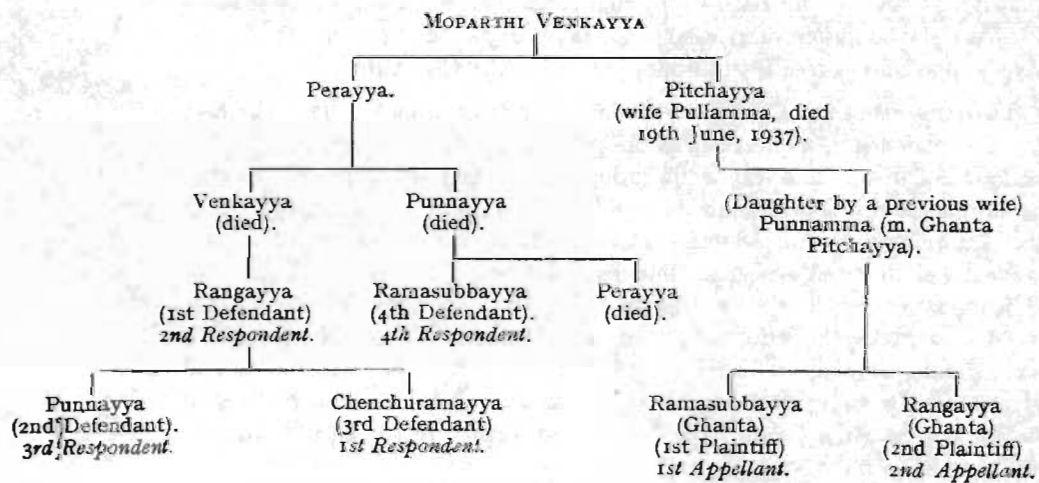 MOPARTHI VENKAYYA
Perayya.
Pitchayya
(wife Pullamma, died
19th June, 1937).
Venkayya
(died).
Punnayya
(died).
(Daughter by a previous wife)
Punnamma (m. Ghanta
Pitchayya).
Rangayya
(1st Defendant)
2nd Respondent.
Ramasubbayya
(4th Defendant).
4th Respondent.
Perayya
(died).
Punnayya
(2nd Defendant).
3rd Respondent.
Chenchuramayya
(3rd Defendant)
1st Respondent.
Ramasubbayya
(Ghanta)
(1st Plaintiff)
1st Appellant.
Rangayya
(Ghanta)
(2nd Plaintiff)
2nd Appellant.